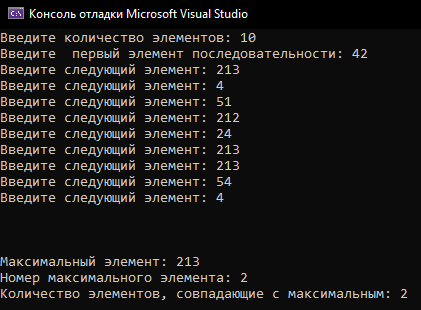 Консоль отладки Microsoft Visual Studio
Введите количество элементов: 10
Введите  первый элемент последовательности: 42
Введите следующий элемент: 213
Введите следующий элемент: 4
Введите следующий элемент: 51
Введите следующий элемент: 212
Введите следующий элемент: 24
Введите следующий элемент: 213
Введите следующий элемент: 213
Введите следующий элемент: 54
Введите следующий элемент: 4
Максимальный элемент: 213
Номер максимального элемента: 2
Количество элементов, совпадающие с максимальным: 2